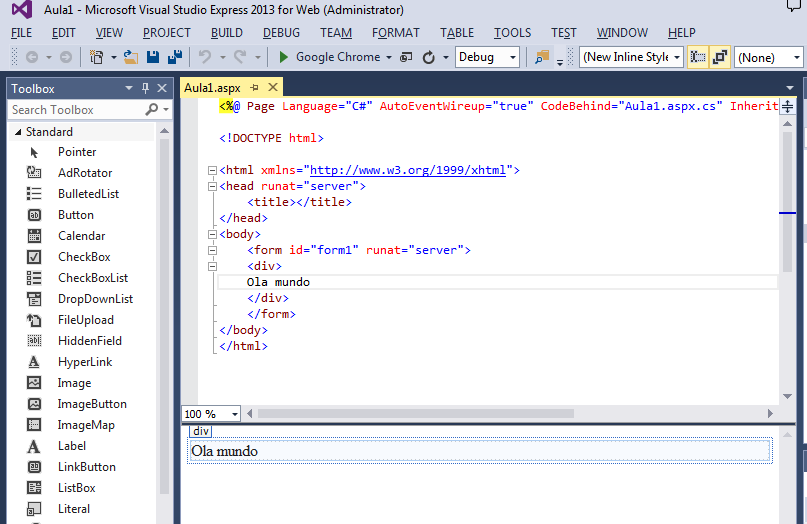 Aula1 - Microsoft Visual Studio Express 2013 for Web (Administrator)
FILE EDIT VIEW PROJECT BUILD DEBUG TEAM FORMAT TABLE TOOLS TEST WINDOW HELP
Google Chrome Debug (New Inline Style (None)
Toolbox
Search Toolbox
Standard
Pointer
AdRotator
BulletedList
Button
Calendar
CheckBox
CheckBoxList
DropDownList
FileUpload
HiddenField
HyperLink
Image
ImageButton
ImageMap
Label
LinkButton
ListBox
Literal
Aula1.aspx
<%@ Page Language="C#" AutoEventWireup="true" CodeBehind="Aula1.aspx.cs" Inherit
<!DOCTYPE html>
<html xmlns="http://www.w3.org/1999/xhtml">
<head runat="server">
<title></title>
</head>
<body>
<form id="form1" runat="server">
<div>
Ola mundo
</div>
</form>
</body>
</html>
100 %
div
Ola mundo